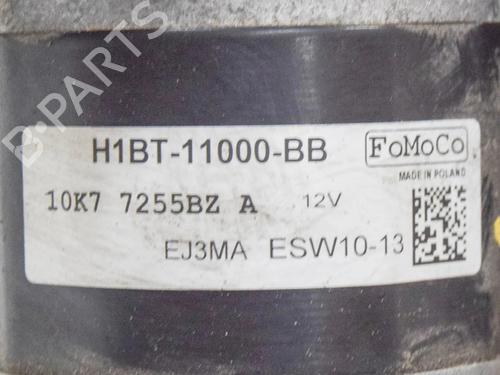 B-PARTS
H1BT-11000-BB
FoMoCo
MADE IN POLAND
10K7 7255BZ A 12V
EJ3MA ESW10-13